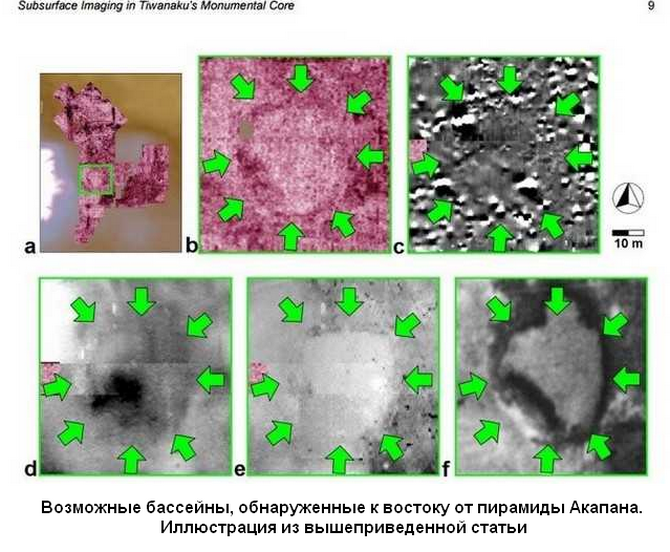 Subsurface Imaging in Tiwanaku's Monumental Core 9
a b c
10 m
d e f
Возможные бассейны, обнаруженные к востоку от пирамиды Акапана.
Иллюстрация из вышеприведенной статьи